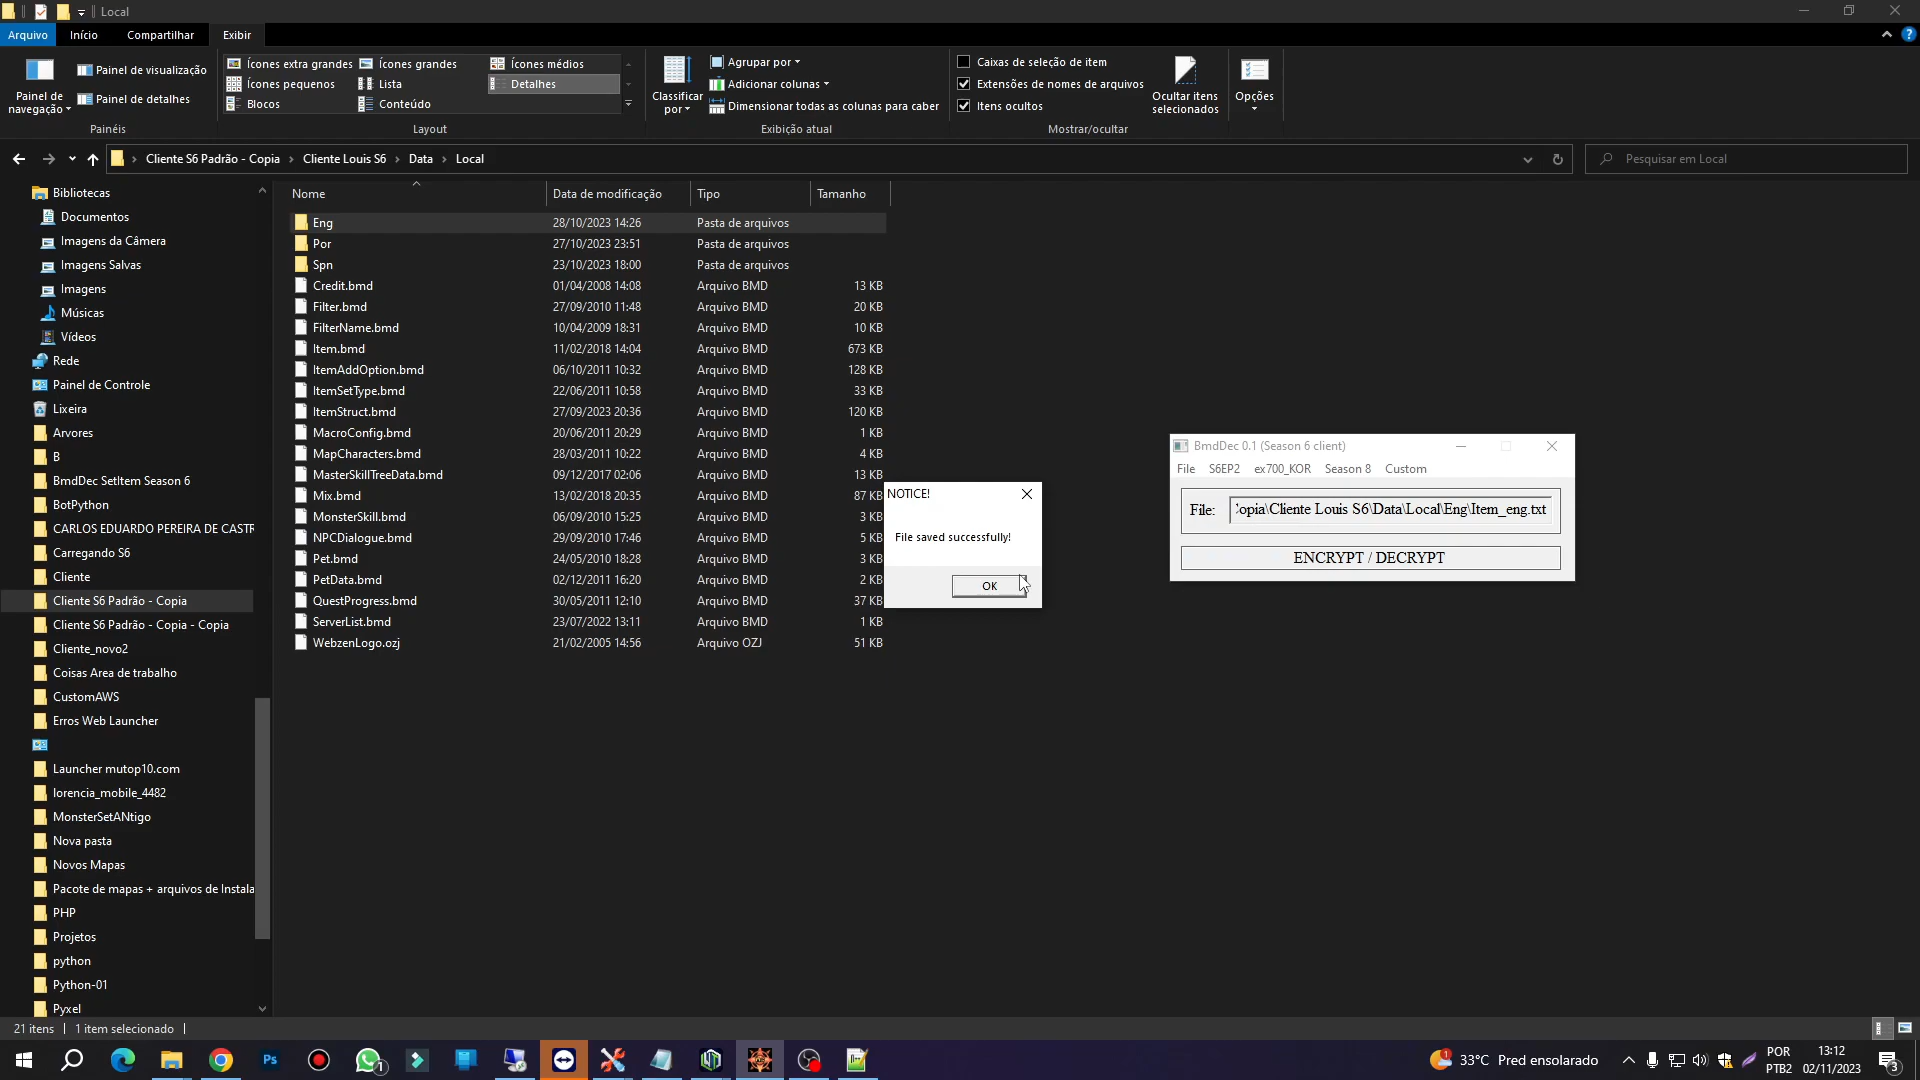 Local
Arquivo
Início
Compartilhar
Exibir
Painel de navegação
Painel de visualização
Painel de detalhes
Painéis
Ícones extra grandes
Ícones grandes
Ícones médios
Ícones pequenos
Lista
Detalhes
Blocos
Conteúdo
Layout
Classificar por
Agrupar por
Adicionar colunas
Dimensionar todas as colunas para caber
Exibição atual
Caixas de seleção de item
Extensões de nomes de arquivos
Itens ocultos
Ocultar itens selecionados
Mostrar/ocultar
Opções
Cliente S6 Padrão - Copia > Cliente Louis S6 > Data > Local
Pesquisar em Local
Bibliotecas
Documentos
Imagens da Câmera
Imagens Salvas
Imagens
Músicas
Vídeos
Rede
Painel de Controle
Lixeira
Arvores
B
BmdDec SetItem Season 6
BotPython
CARLOS EDUARDO PEREIRA DE CASTR
Carregando S6
Cliente
Cliente S6 Padrão - Copia
Cliente S6 Padrão - Copia - Copia
Cliente_novo2
Coisas Area de trabalho
CustomAWS
Erros Web Launcher
Launcher mutop10.com
lorencia_mobile_4482
MonsterSetANtigo
Nova pasta
Novos Mapas
Pacote de mapas + arquivos de Instala
PHP
Projetos
python
Python-01
Pyxel
Nome Data de modificação Tipo Tamanho
Eng 28/10/2023 14:26 Pasta de arquivos
Por 27/10/2023 23:51 Pasta de arquivos
Spn 23/10/2023 18:00 Pasta de arquivos
Credit.bmd 01/04/2008 14:08 Arquivo BMD 13 KB
Filter.bmd 27/09/2010 11:48 Arquivo BMD 20 KB
FilterName.bmd 10/04/2009 18:31 Arquivo BMD 10 KB
Item.bmd 11/02/2018 14:04 Arquivo BMD 673 KB
ItemAddOption.bmd 06/10/2011 10:32 Arquivo BMD 128 KB
ItemSetType.bmd 22/06/2011 10:58 Arquivo BMD 33 KB
ItemStruct.bmd 27/09/2023 20:36 Arquivo BMD 120 KB
MacroConfig.bmd 20/06/2011 20:29 Arquivo BMD 1 KB
MapCharacters.bmd 28/03/2011 10:22 Arquivo BMD 4 KB
MasterSkillTreeData.bmd 09/12/2017 02:06 Arquivo BMD 13 KB
Mix.bmd 13/02/2018 20:35 Arquivo BMD 87 KB
MonsterSkill.bmd 06/09/2010 15:25 Arquivo BMD 3 KB
NPCDialogue.bmd 29/09/2010 17:46 Arquivo BMD 5 KB
Pet.bmd 24/05/2010 18:28 Arquivo BMD 3 KB
PetData.bmd 02/12/2011 16:20 Arquivo BMD 2 KB
QuestProgress.bmd 30/05/2011 12:10 Arquivo BMD 37 KB
ServerList.bmd 23/07/2022 13:11 Arquivo BMD 1 KB
WebzenLogo.ozj 21/02/2005 14:56 Arquivo OZJ 51 KB
NOTICE!
File saved successfully!
OK
BmdDec 0.1 (Season 6 client)
File S6EP2 ex700_KOR Season 8 Custom
File: opia\Cliente Louis S6\Data\Local\Eng\Item_eng.txt
ENCRYPT / DECRYPT
21 itens
1 item selecionado
Ps
1
1
33°C Pred ensolarado
POR
PTB2
13:12
02/11/2023
3